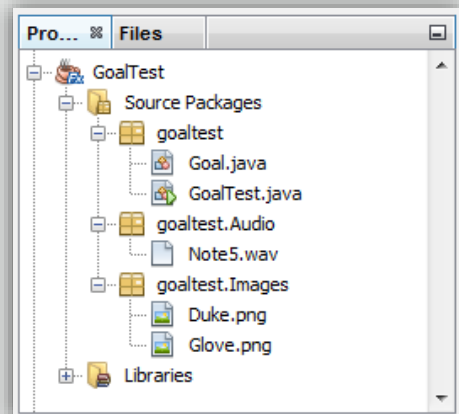 Pro... Files
GoalTest
Source Packages
goaltest
Goal.java
GoalTest.java
goaltest.Audio
Note5.wav
goaltest.Images
Duke.png
Glove.png
Libraries